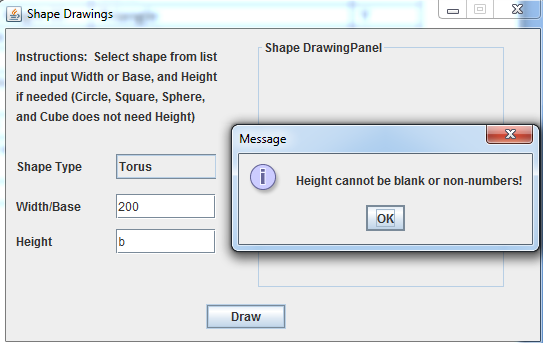 Shape Drawings
Instructions: Select shape from list
and input Width or Base, and Height
if needed (Circle, Square, Sphere,
and Cube does not need Height)
Shape DrawingPanel
Shape Type
Torus
Width/Base
200
Height
b
Draw
Message
Height cannot be blank or non-numbers!
OK